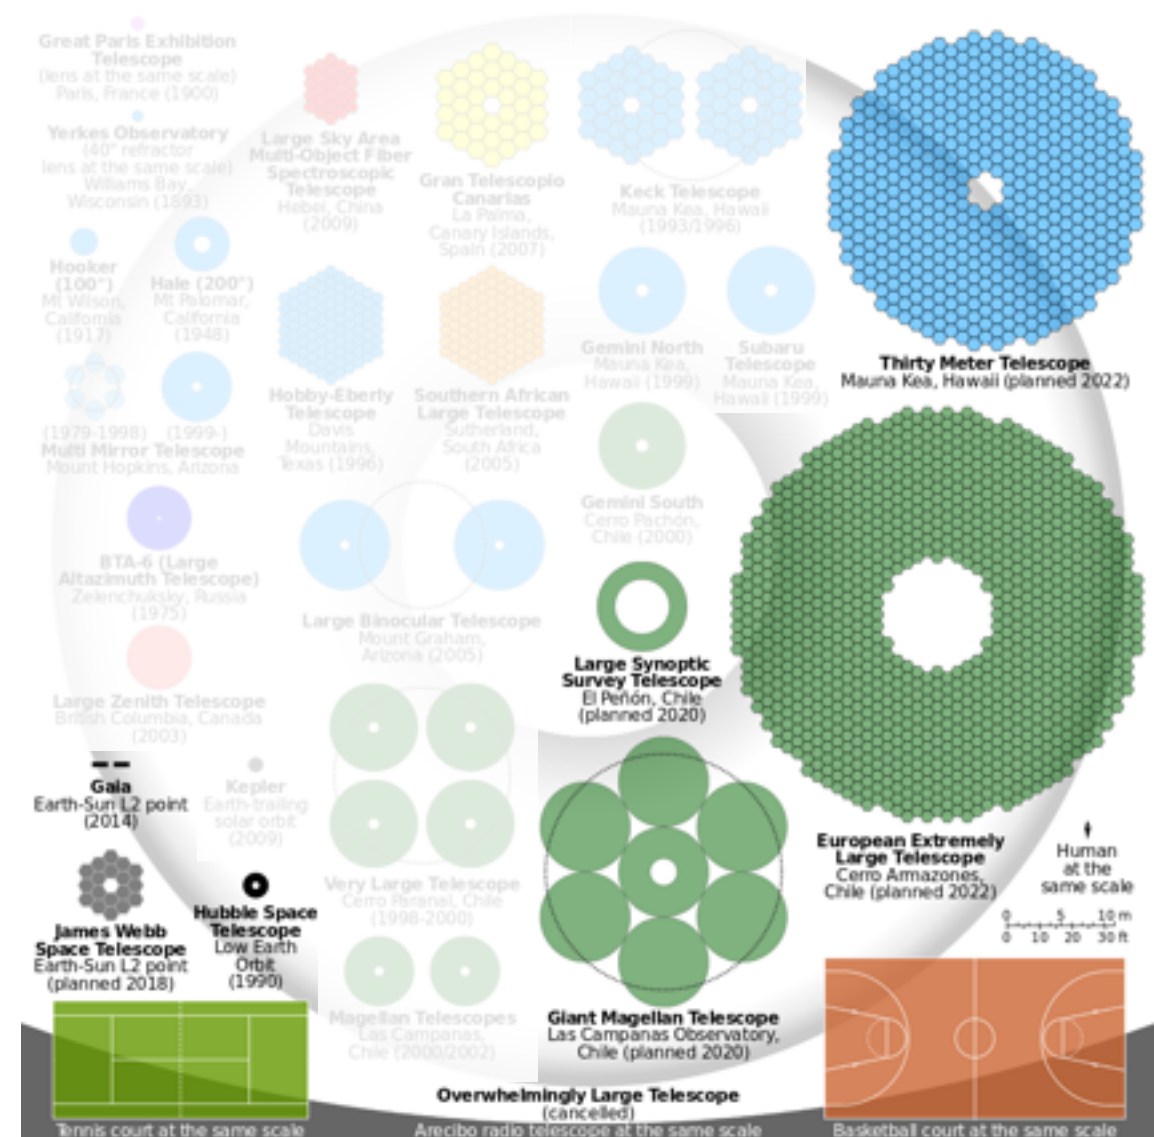 Great Paris Exhibition
Telescope
(lens at the same scale)
Paris, France (1900)
Yerkes Observatory
(40" refractor
lens at the same scale)
Williams Bay,
Wisconsin (1893)
Hooker
(100")
Mt Wilson,
California
(1917)
Hale (200")
Mt Palomar,
California
(1948)
(1979-1998) (1999-)
Multi Mirror Telescope
Mount Hopkins, Arizona
BTA-6 (Large
Altazimuth Telescope)
Zelenchuksky, Russia
(1975)
Large Zenith Telescope
British Columbia, Canada
(2003)
Gaia
Earth-Sun L2 point
(2014)
Kepler
Earth-trailing
solar orbit
(2009)
James Webb
Space Telescope
Earth-Sun L2 point
(planned 2018)
Hubble Space
Telescope
Low Earth
Orbit
(1990)
Tennis court at the same scale
Large Sky Area
Multi-Object Fiber
Spectroscopic
Telescope
Hebei, China
(2009)
Gran Telescopio
Canarias
La Palma,
Canary Islands,
Spain (2007)
Hobby-Eberly
Telescope
Davis
Mountains,
Texas (1996)
Southern African
Large Telescope
Sutherland,
South Africa
(2005)
Large Binocular Telescope
Mount Graham,
Arizona (2005)
Very Large Telescope
Cerro Paranal, Chile
(1998-2000)
Magellan Telescopes
Las Campanas,
Chile (2000/2002)
Keck Telescope
Mauna Kea, Hawaii
(1993/1996)
Gemini North
Mauna Kea,
Hawaii (1999)
Subaru
Telescope
Mauna Kea,
Hawaii (1999)
Gemini South
Cerro Pachón,
Chile (2000)
Large Synoptic
Survey Telescope
El Peñón, Chile
(planned 2020)
Giant Magellan Telescope
Las Campanas Observatory,
Chile (planned 2020)
Overwhelmingly Large Telescope
(cancelled)
Arecibo radio telescope at the same scale
Thirty Meter Telescope
Mauna Kea, Hawaii (planned 2022)
European Extremely
Large Telescope
Cerro Armazones,
Chile (planned 2022)
Human
at the
same scale
0 5 10 m
0 10 20 30 ft
Basketball court at the same scale